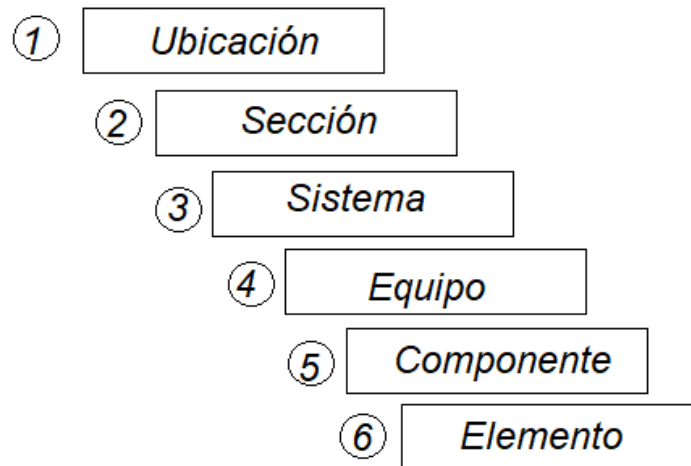 1 Ubicación
2 Sección
3 Sistema
4 Equipo
5 Componente
6 Elemento